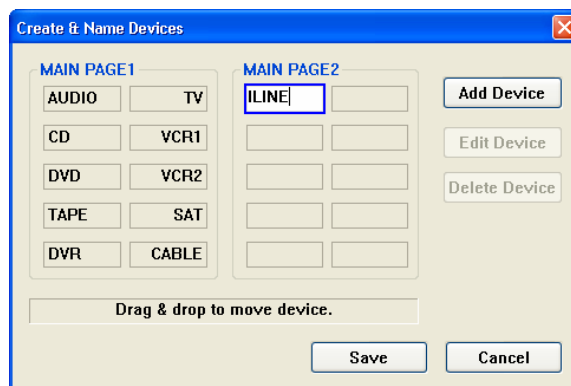 Create & Name Devices
MAIN PAGE1
AUDIO TV
CD VCR1
DVD VCR2
TAPE SAT
DVR CABLE
MAIN PAGE2
ILINE
Add Device
Edit Device
Delete Device
Drag & drop to move device.
Save Cancel